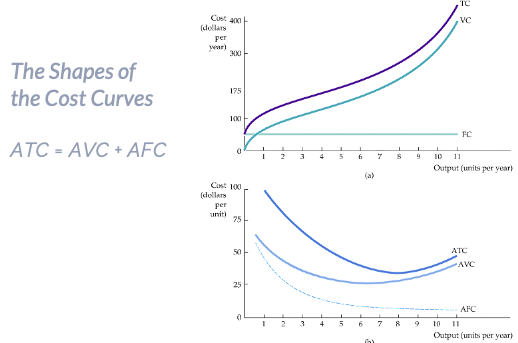 The Shapes of
the Cost Curves
ATC = AVC + AFC
Cost
(dollars
per
year)
400
300
175
100
0
1 2 3 4 5 6 7 8 9 10 11
TC
VC
FC
Output (units per year)
(a)
Cost
(dollars
per
unit)
100
75
50
25
0
1 2 3 4 5 6 7 8 9 10 11
ATC
AVC
AFC
Output (units per year)